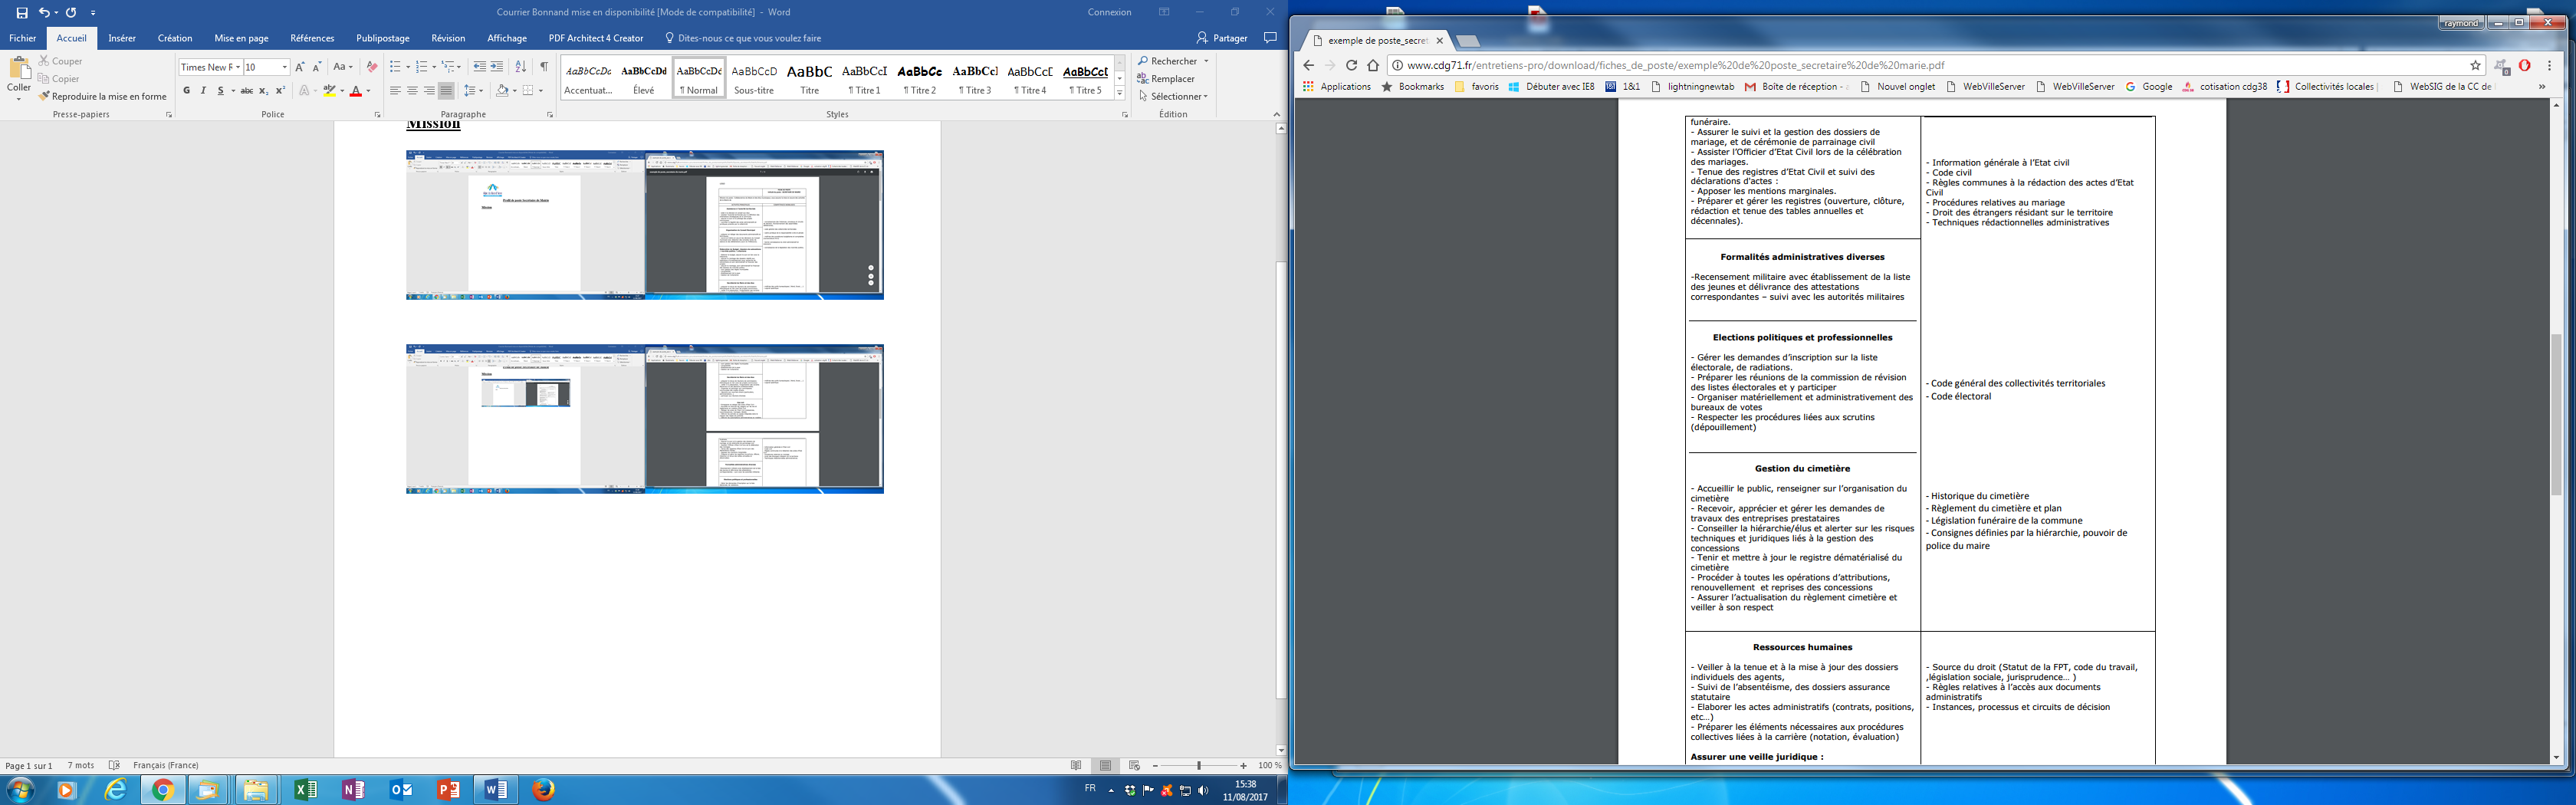 Courrier Bonnand mise en disponibilité [Mode de compatibilité] - Word
Connexion
Fichier
Accueil
Insérer
Création
Mise en page
Références
Publipostage
Révision
Affichage
PDF Architect 4 Creator
Dites-nous ce que vous voulez faire
Partager
Coller
Couper
Copier
Reproduire la mise en forme
Presse-papiers
Times New R
10
Police
Paragraphe
AaBbCcDc AaBbCcDd AaBbCcDc AaBbCcD AaBbC AaBbCcI AaBbCc AaBbCcI AaBbCcD AaBbCcI
Accentuat... Élevé ¶ Normal Sous-titre Titre ¶ Titre 1 ¶ Titre 2 ¶ Titre 3 ¶ Titre 4 ¶ Titre 5
Styles
Rechercher
Remplacer
Sélectionner
Édition
Mission
Page 1 sur 1
7 mots
Français (France)
100 %
FR
15:38
11/08/2017
raymond
exemple de poste_secret
www.cdg71.fr/entretiens-pro/download/fiches_de_poste/exemple%20de%20poste_secretaire%20de%20marie.pdf
Applications
Bookmarks
favoris
Débuter avec IE8
1&1
lightningnewtab
Boîte de réception -
Nouvel onglet
WebVilleServer
WebVilleServer
Google
cotisation cdg38
Collectivités locales
WebSIG de la CC de
funéraire.
- Assurer le suivi et la gestion des dossiers de
mariage, et de cérémonie de parrainage civil
- Assister l'Officier d'Etat Civil lors de la célébration
des mariages.
- Tenue des registres d'Etat Civil et suivi des
déclarations d'actes :
- Apposer les mentions marginales.
- Préparer et gérer les registres (ouverture, clôture,
rédaction et tenue des tables annuelles et
décennales).
- Information générale à l'Etat civil
- Code civil
- Règles communes à la rédaction des actes d'Etat
Civil
- Procédures relatives au mariage
- Droit des étrangers résidant sur le territoire
- Techniques rédactionnelles administratives
Formalités administratives diverses
-Recensement militaire avec établissement de la liste
des jeunes et délivrance des attestations
correspondantes – suivi avec les autorités militaires
Elections politiques et professionnelles
- Gérer les demandes d'inscription sur la liste
électorale, de radiations.
- Préparer les réunions de la commission de révision
des listes électorales et y participer
- Organiser matériellement et administrativement des
bureaux de votes
- Respecter les procédures liées aux scrutins
(dépouillement)
- Code général des collectivités territoriales
- Code électoral
Gestion du cimetière
- Accueillir le public, renseigner sur l'organisation du
cimetière
- Recevoir, apprécier et gérer les demandes de
travaux des entreprises prestataires
- Conseiller la hiérarchie/élus et alerter sur les risques
techniques et juridiques liés à la gestion des
concessions
- Tenir et mettre à jour le registre dématérialisé du
cimetière
- Procéder à toutes les opérations d'attributions,
renouvellement et reprises des concessions
- Assurer l'actualisation du règlement cimetière et
veiller à son respect
- Historique du cimetière
- Règlement du cimetière et plan
- Législation funéraire de la commune
- Consignes définies par la hiérarchie, pouvoir de
police du maire
Ressources humaines
- Veiller à la tenue et à la mise à jour des dossiers
individuels des agents,
- Suivi de l'absentéisme, des dossiers assurance
statutaire
- Elaborer les actes administratifs (contrats, positions,
etc...)
- Préparer les éléments nécessaires aux procédures
collectives liées à la carrière (notation, évaluation)
Assurer une veille juridique :
- Source du droit (Statut de la FPT, code du travail,
,législation sociale, jurisprudence... )
- Règles relatives à l'accès aux documents
administratifs
- Instances, processus et circuits de décision